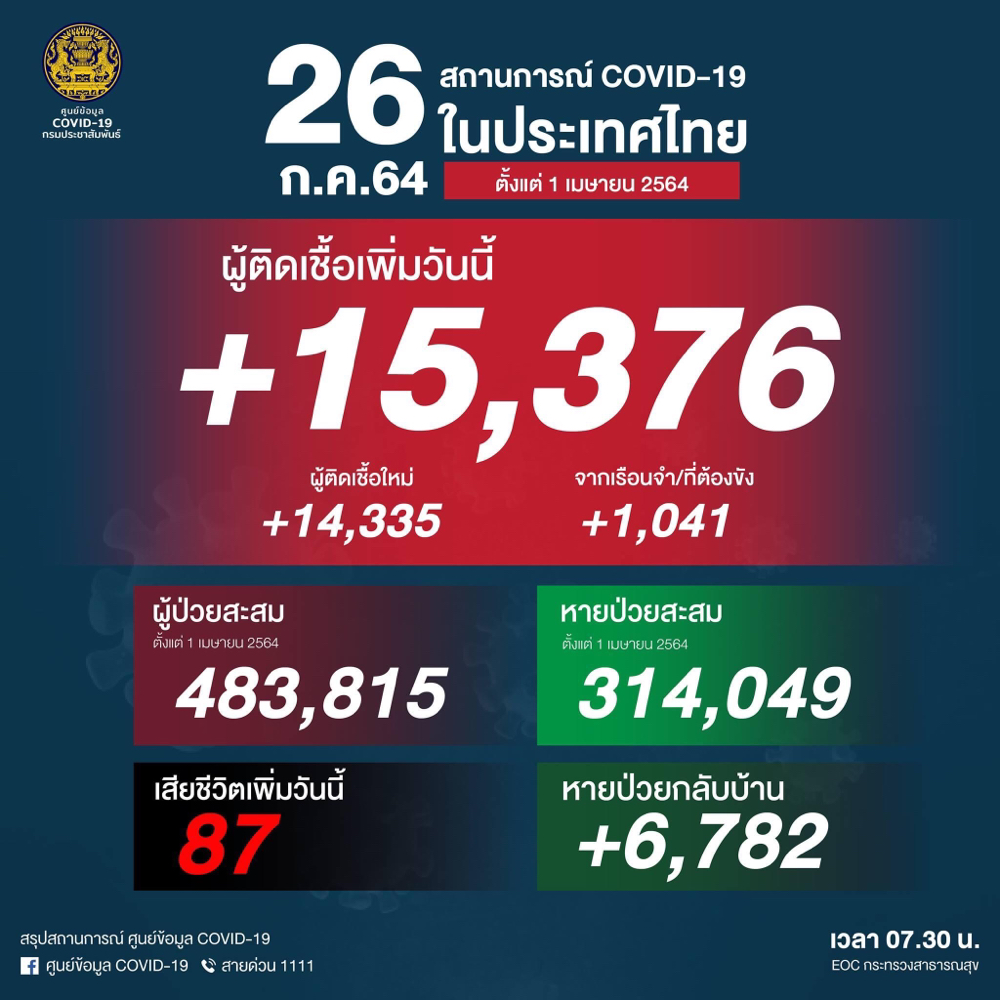 ศูนย์ข้อมูล
COVID-19
กรมประชาสัมพันธ์
26
ก.ค.64
สถานการณ์ COVID-19
ในประเทศไทย
ตั้งแต่ 1 เมษายน 2564
ผู้ติดเชื้อเพิ่มวันนี้
+15,376
ผู้ติดเชื้อใหม่
+14,335
จากเรือนจำ/ที่ต้องขัง
+1,041
ผู้ป่วยสะสม
ตั้งแต่ 1 เมษายน 2564
483,815
หายป่วยสะสม
ตั้งแต่ 1 เมษายน 2564
314,049
เสียชีวิตเพิ่มวันนี้
87
หายป่วยกลับบ้าน
+6,782
สรุปสถานการณ์ ศูนย์ข้อมูล COVID-19
ศูนย์ข้อมูล COVID-19 สายด่วน 1111
เวลา 07.30 น.
EOC กระทรวงสาธารณสุข